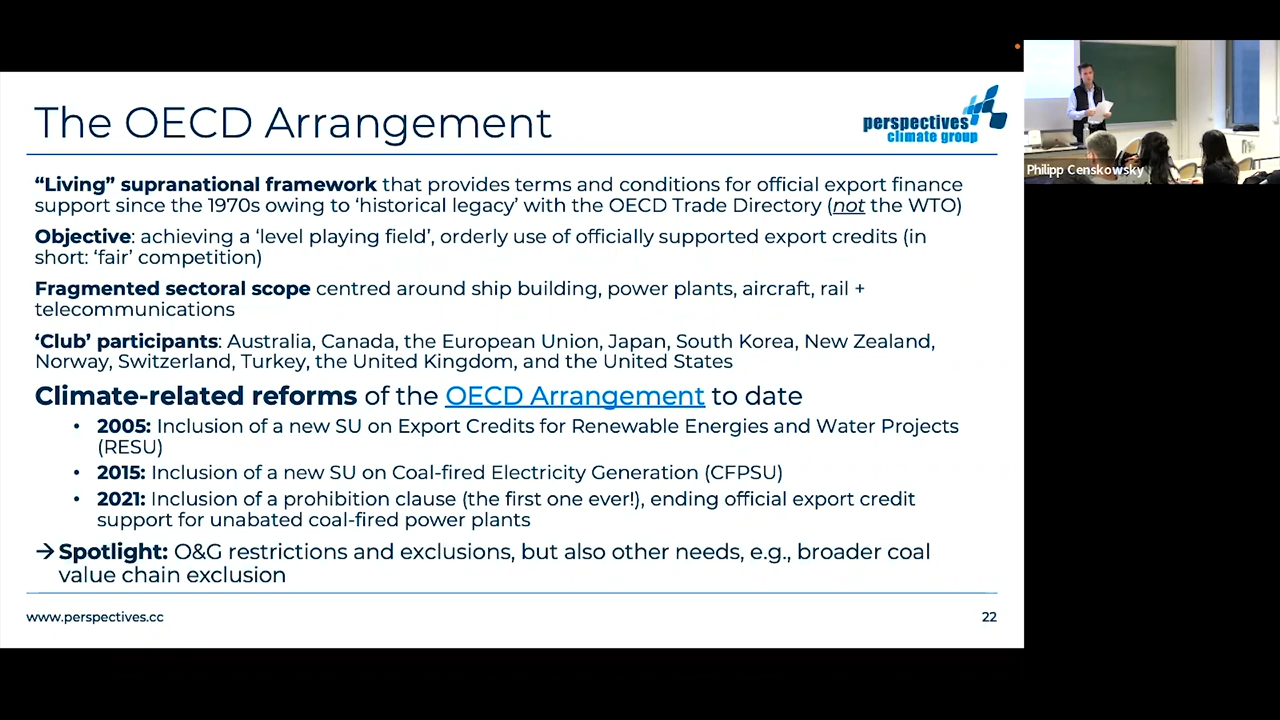 The OECD Arrangement
perspectives
climate group
“Living” supranational framework that provides terms and conditions for official export finance
support since the 1970s owing to ‘historical legacy’ with the OECD Trade Directory (not the WTO)
Objective: achieving a ‘level playing field’, orderly use of officially supported export credits (in
short: ‘fair’ competition)
Fragmented sectoral scope centred around ship building, power plants, aircraft, rail +
telecommunications
‘Club’ participants: Australia, Canada, the European Union, Japan, South Korea, New Zealand,
Norway, Switzerland, Turkey, the United Kingdom, and the United States
Climate-related reforms of the OECD Arrangement to date
• 2005: Inclusion of a new SU on Export Credits for Renewable Energies and Water Projects
(RESU)
• 2015: Inclusion of a new SU on Coal-fired Electricity Generation (CFPSU)
• 2021: Inclusion of a prohibition clause (the first one ever!), ending official export credit
support for unabated coal-fired power plants
→ Spotlight: O&G restrictions and exclusions, but also other needs, e.g., broader coal
value chain exclusion
www.perspectives.cc
22
Philipp Censkowsky